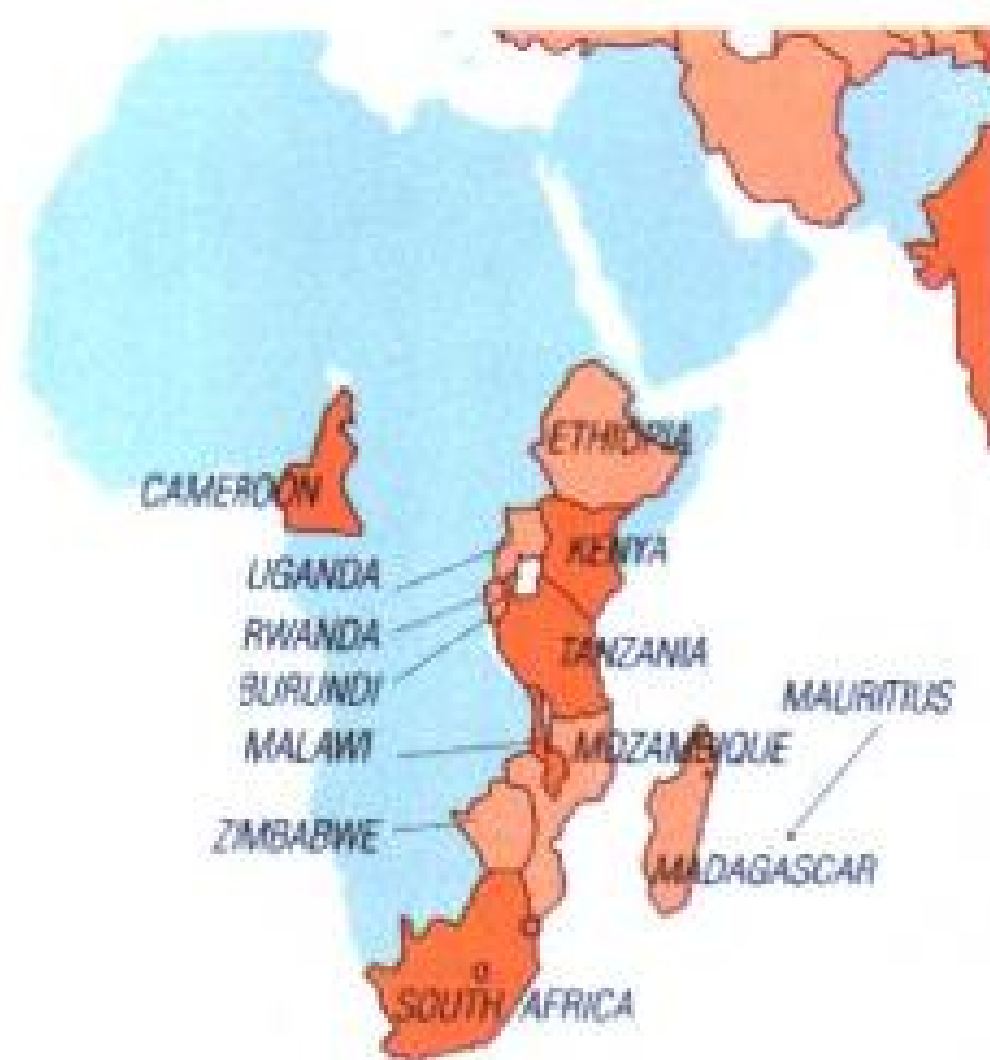 ETHIOPIA
CAMEROON
KENYA
UGANDA
RWANDA
TANZANIA
BURUNDI
MAURITIUS
MALAWI
MOZAMBIQUE
ZIMBABWE
MADAGASCAR
SOUTH AFRICA